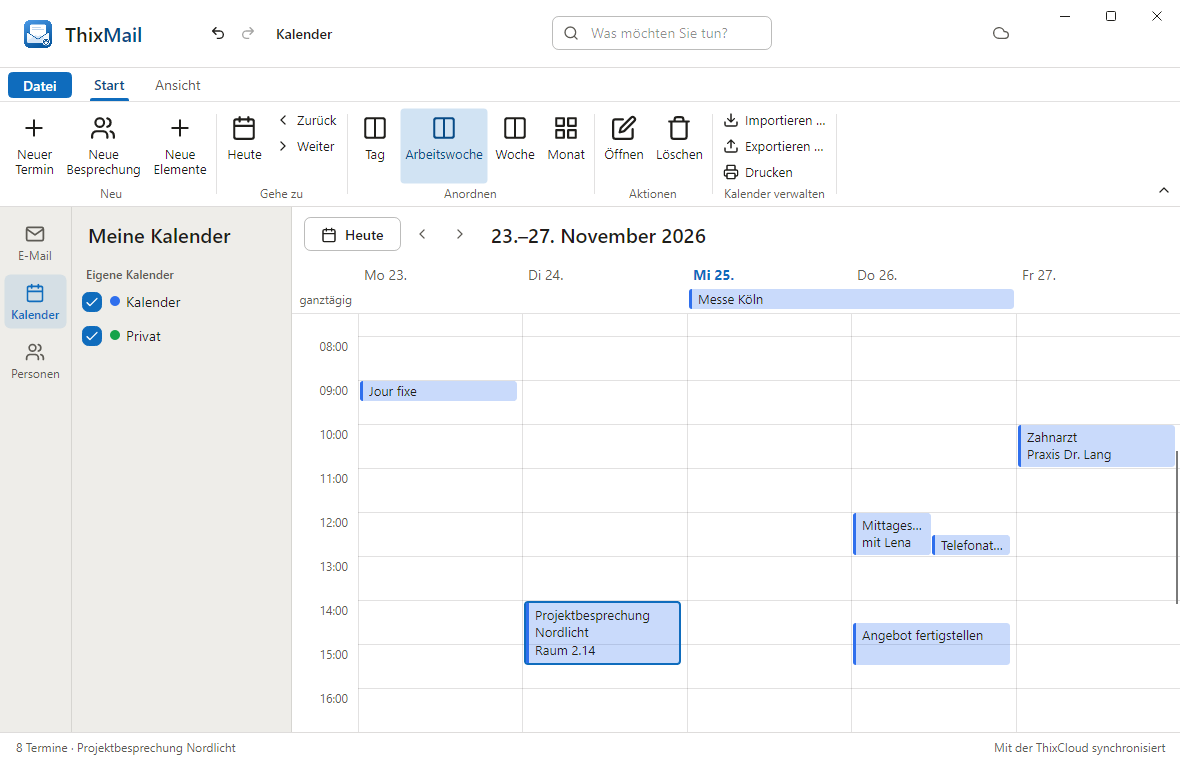 ThixMail
Kalender
Was möchten Sie tun?
Datei
Start
Ansicht
Neuer
Termin
Neue
Besprechung
Neue
Elemente
Neu
Heute
Zurück
Weiter
Gehe zu
Tag
Arbeitswoche
Woche
Monat
Anordnen
Öffnen
Löschen
Aktionen
Importieren ...
Exportieren ...
Drucken
Kalender verwalten
E-Mail
Kalender
Personen
Meine Kalender
Eigene Kalender
Kalender
Privat
Heute
23.–27. November 2026
Mo 23.
Di 24.
Mi 25.
Do 26.
Fr 27.
ganztägig
Messe Köln
08:00
09:00
Jour fixe
10:00
Zahnarzt
Praxis Dr. Lang
11:00
12:00
Mittages...
mit Lena
Telefonat...
13:00
14:00
Projektbesprechung
Nordlicht
Raum 2.14
Angebot fertigstellen
15:00
16:00
8 Termine · Projektbesprechung Nordlicht
Mit der ThixCloud synchronisiert